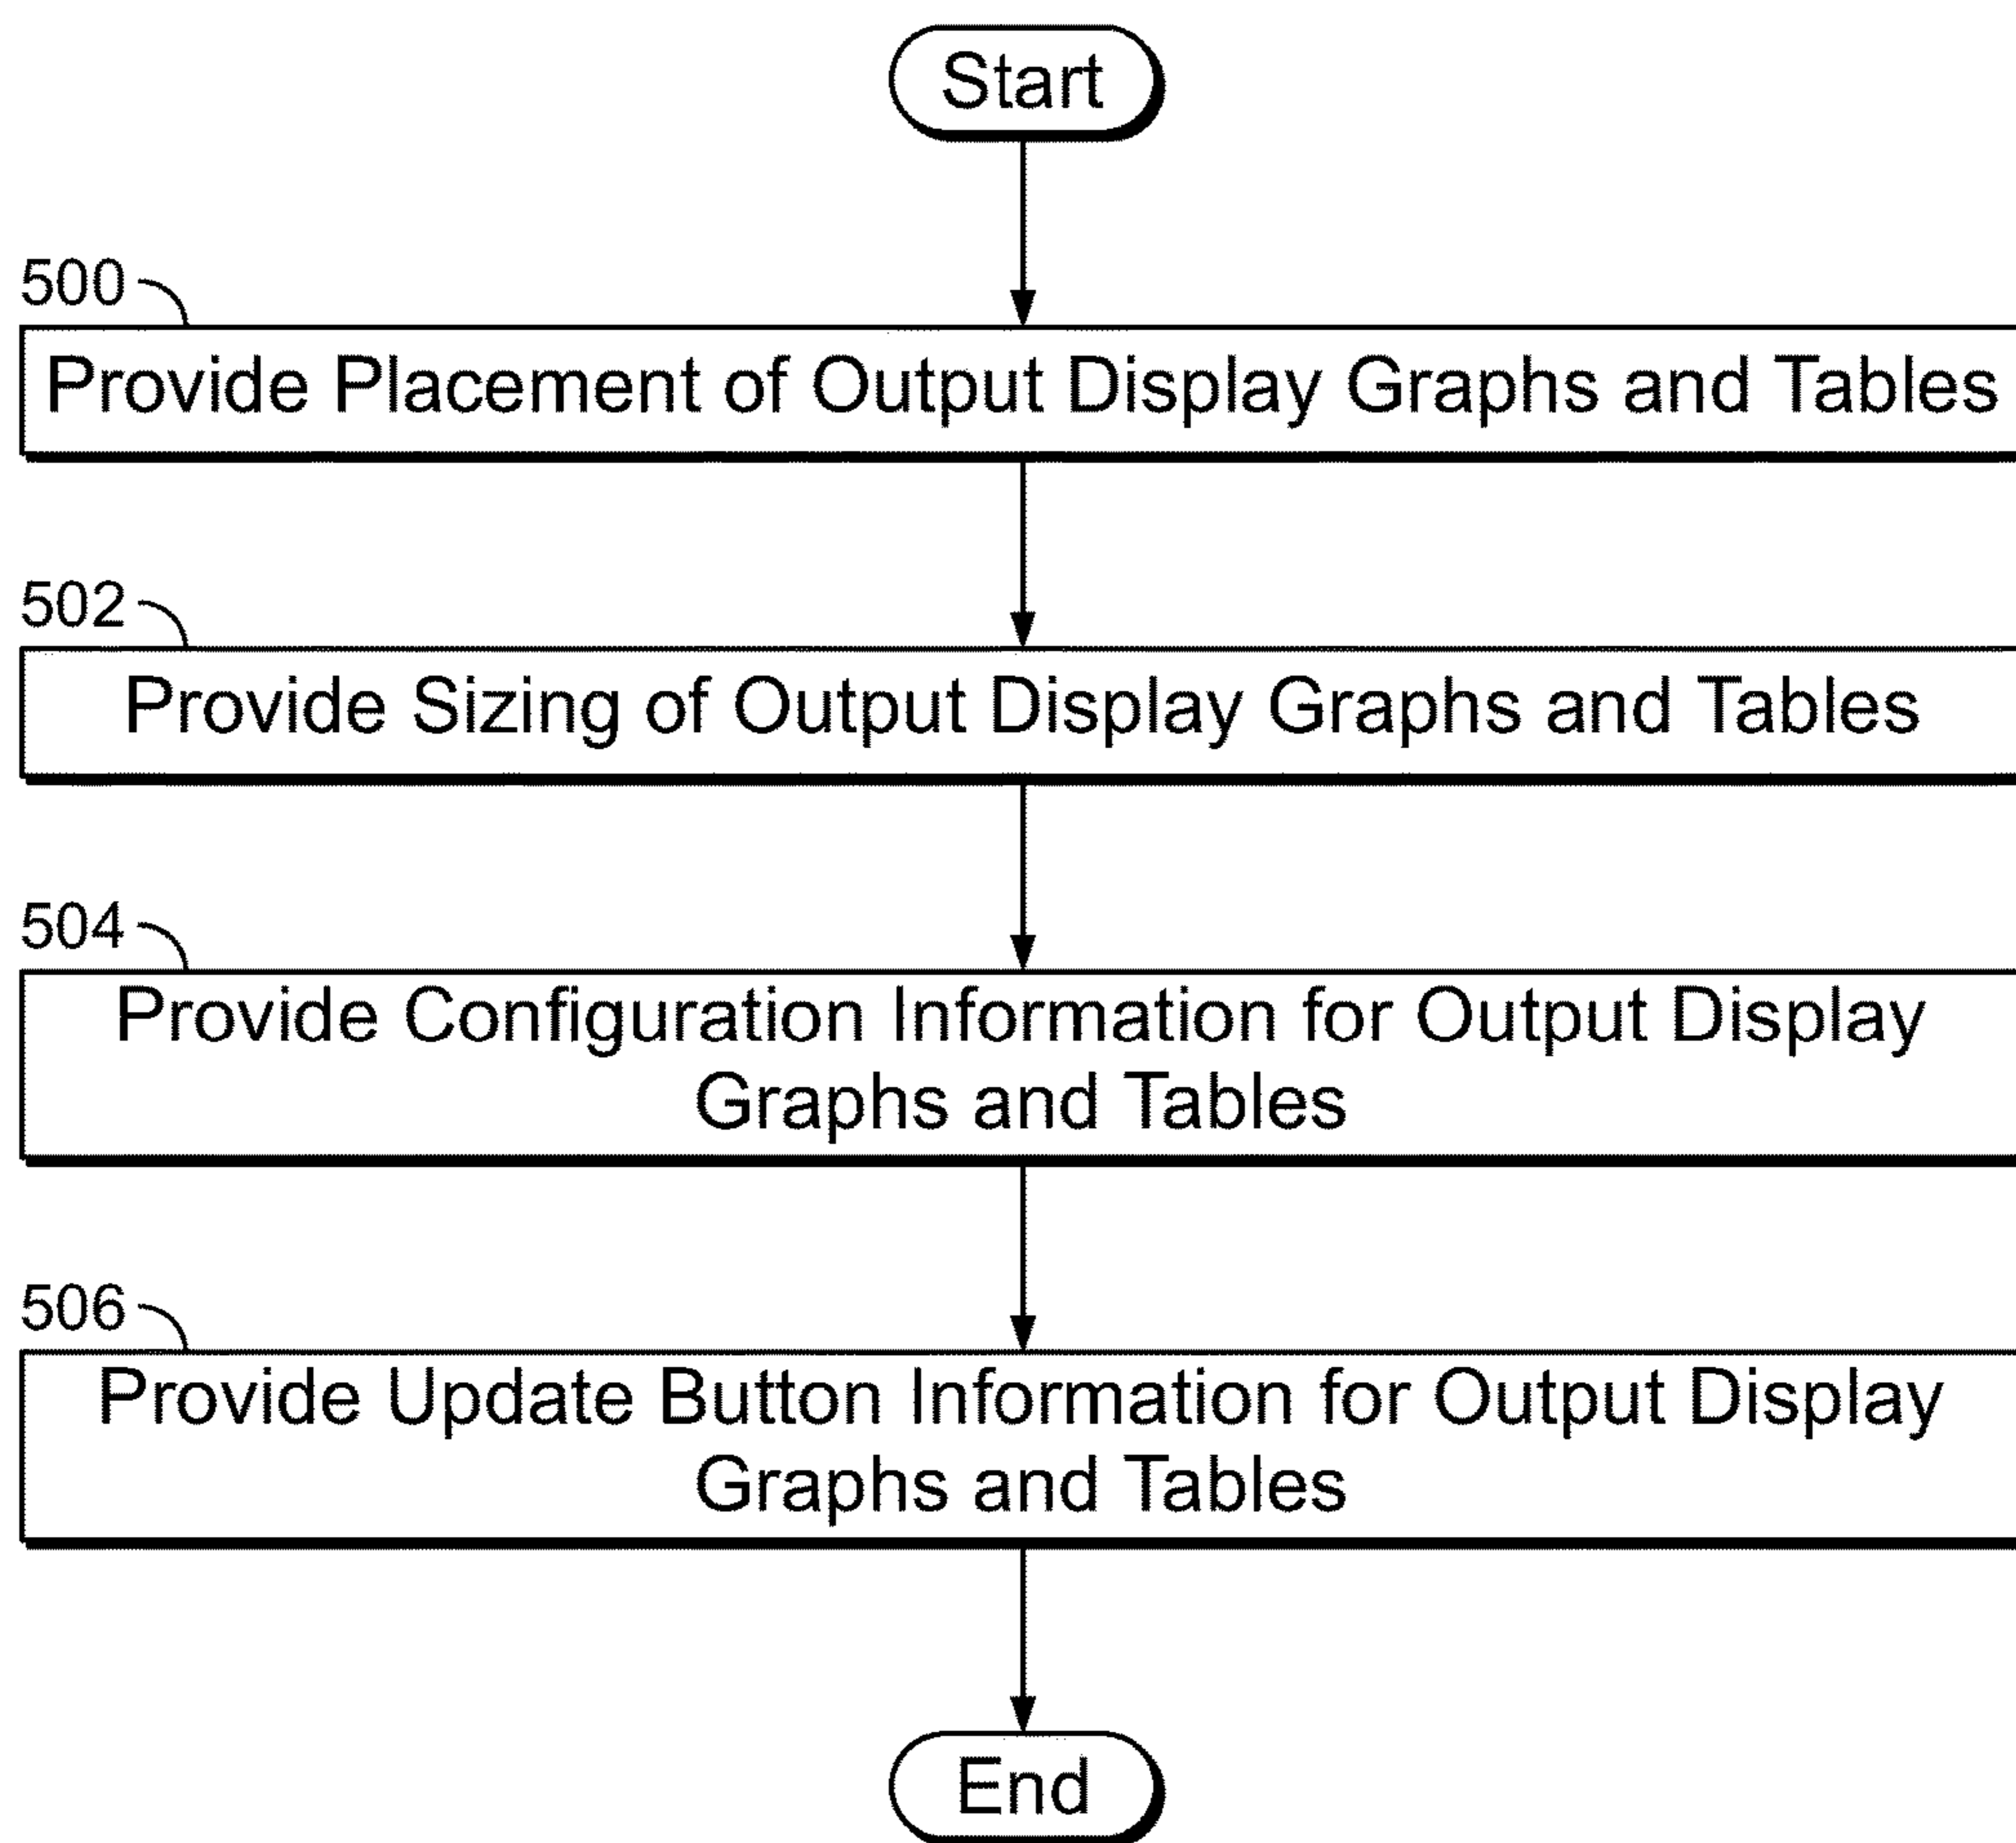 Start
500
Provide Placement of Output Display Graphs and Tables
502
Provide Sizing of Output Display Graphs and Tables
504
Provide Configuration Information for Output Display
Graphs and Tables
506
Provide Update Button Information for Output Display
Graphs and Tables
End